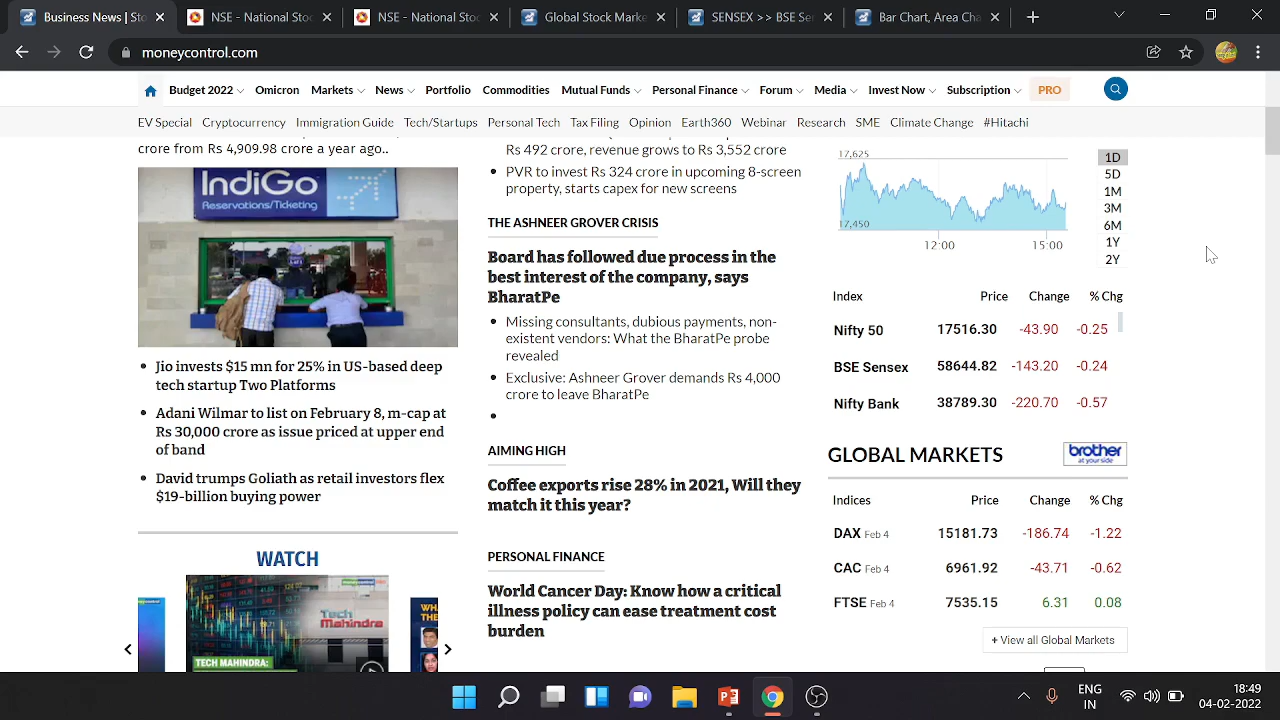 Business News
NSE - National Sto
NSE - National Stoc
Global Stock Marke
SENSEX >> BSE Ser
Chart, Area Cha
moneycontrol.com
Budget 2022
Omicron
Markets
News
Portfolio
Commodities
Mutual Funds
Personal Finance
Forum
Media
Invest Now
Subscription
PRO
EV Special
Cryptocurrency
Immigration Guide
Tech/Startups
Personal Tech
Tax Filing
Opinion
Earth360
Webinar
Research
SME
Climate Change
#Hitachi
crore from Rs 4,909.98 crore a year ago..
IndiGo
Reservations/Ticketing
• Jio invests $15 mn for 25% in US-based deep
tech startup Two Platforms
• Adani Wilmar to list on February 8, m-cap at
Rs 30,000 crore as issue priced at upper end
of band
• David trumps Goliath as retail investors flex
$19-billion buying power
WATCH
Tech
Mahindra
TECH MAHINDRA:
WHA
THE
Rs 492 crore, revenue grows to Rs 3,552 crore
• PVR to invest Rs 324 crore in upcoming 8-screen
property, starts capex for new screens
THE ASHNEER GROVER CRISIS
Board has followed due process in the
best interest of the company, says
BharatPe
• Missing consultants, dubious payments, non-
existent vendors: What the BharatPe probe
revealed
• Exclusive: Ashneer Grover demands Rs 4,000
crore to leave BharatPe
•
AIMING HIGH
Coffee exports rise 28% in 2021, Will they
match it this year?
PERSONAL FINANCE
World Cancer Day: Know how a critical
illness policy can ease treatment cost
burden
17,625
17,450
12:00 15:00
1D
5D
1M
3M
6M
1Y
2Y
Index Price Change % Chg
Nifty 50 17516.30 -43.90 -0.25
BSE Sensex 58644.82 -143.20 -0.24
Nifty Bank 38789.30 -220.70 -0.57
GLOBAL MARKETS
brother
at your side
Indices Price Change % Chg
DAX Feb 4 15181.73 -186.74 -1.22
CAC Feb 4 6961.92 -43.71 -0.62
FTSE Feb 4 7535.15 6.31 0.08
+ View all Global Markets
ENG
IN
18:49
04-02-2022